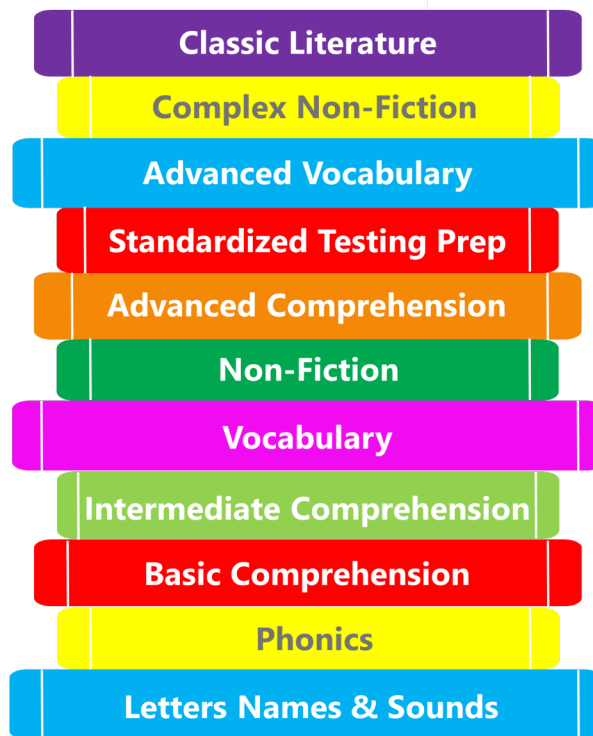 Classic Literature
Complex Non-Fiction
Advanced Vocabulary
Standardized Testing Prep
Advanced Comprehension
Non-Fiction
Vocabulary
Intermediate Comprehension
Basic Comprehension
Phonics
Letters Names & Sounds